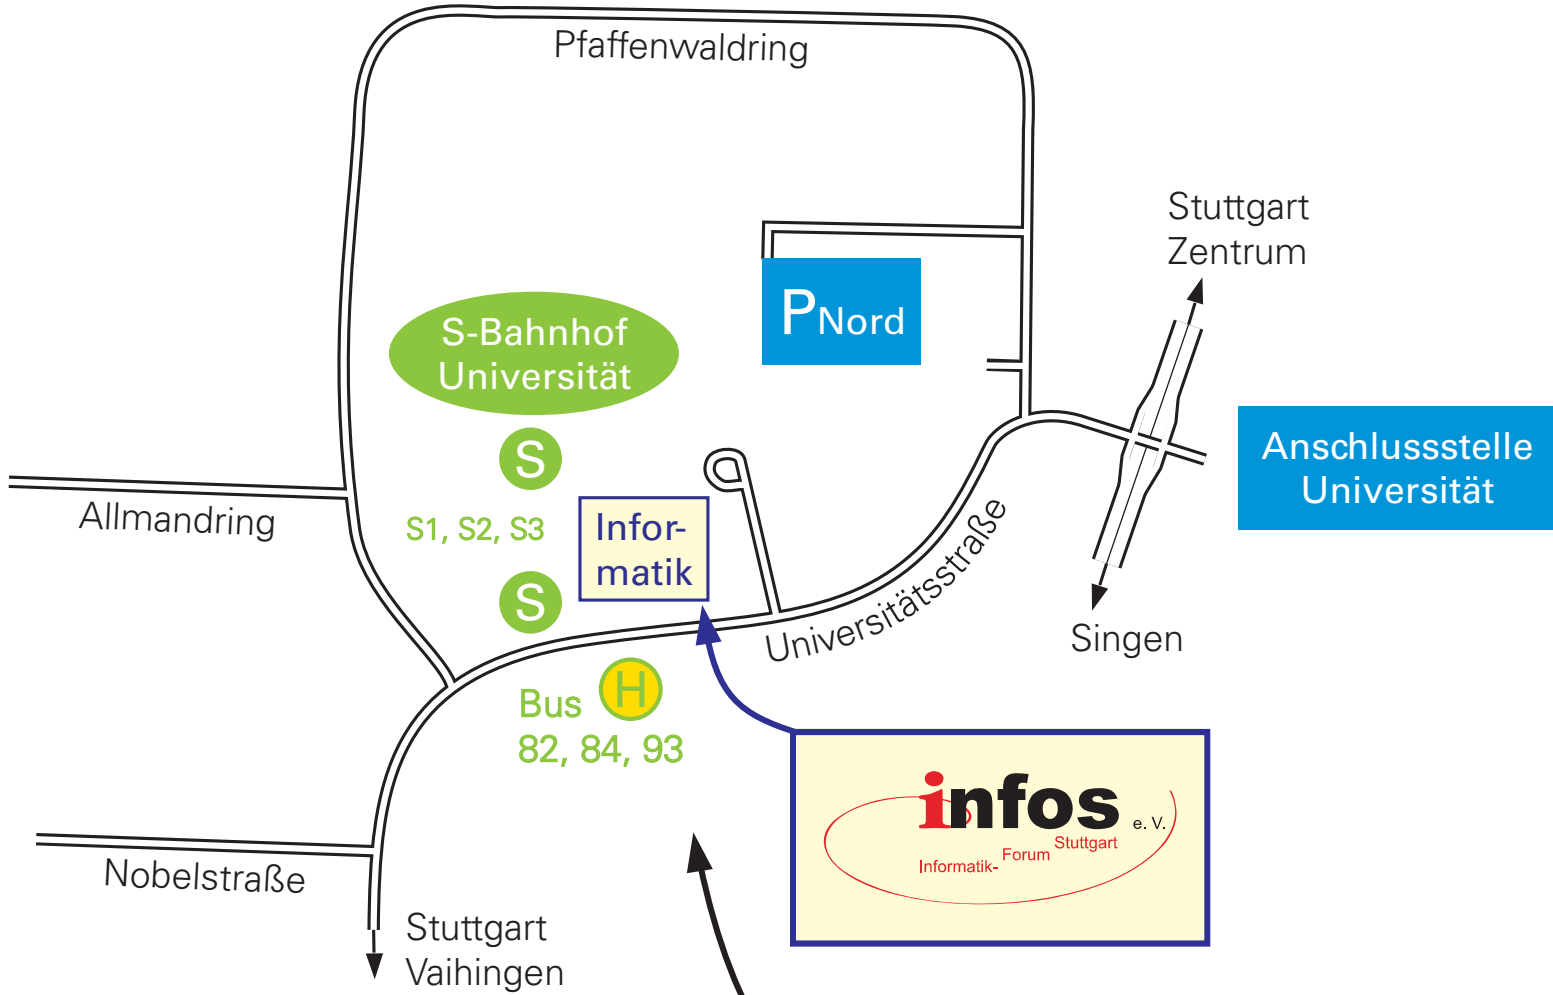 Pfaffenwaldring
Stuttgart
Zentrum
PNord
S-Bahnhof
Universität
Anschlussstelle
Universität
S
Allmandring
S1, S2, S3
Infor-
matik
S
Universitätsstraße
Singen
H
Bus
82, 84, 93
infos e. V.
Informatik-Forum Stuttgart
Nobelstraße
Stuttgart
Vaihingen